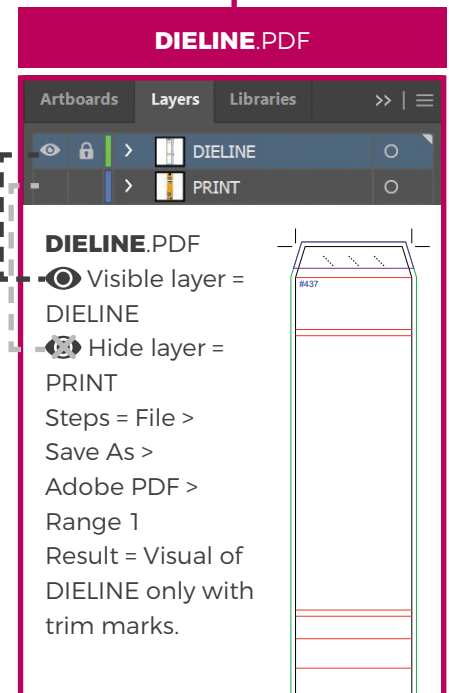 DIELINE.PDF
Artboards Layers Libraries >> | ≡
> DIELINE
> PRINT
DIELINE.PDF
Visible layer =
DIELINE
Hide layer =
PRINT
Steps = File >
Save As >
Adobe PDF >
Range 1
Result = Visual of
DIELINE only with
trim marks.
#437